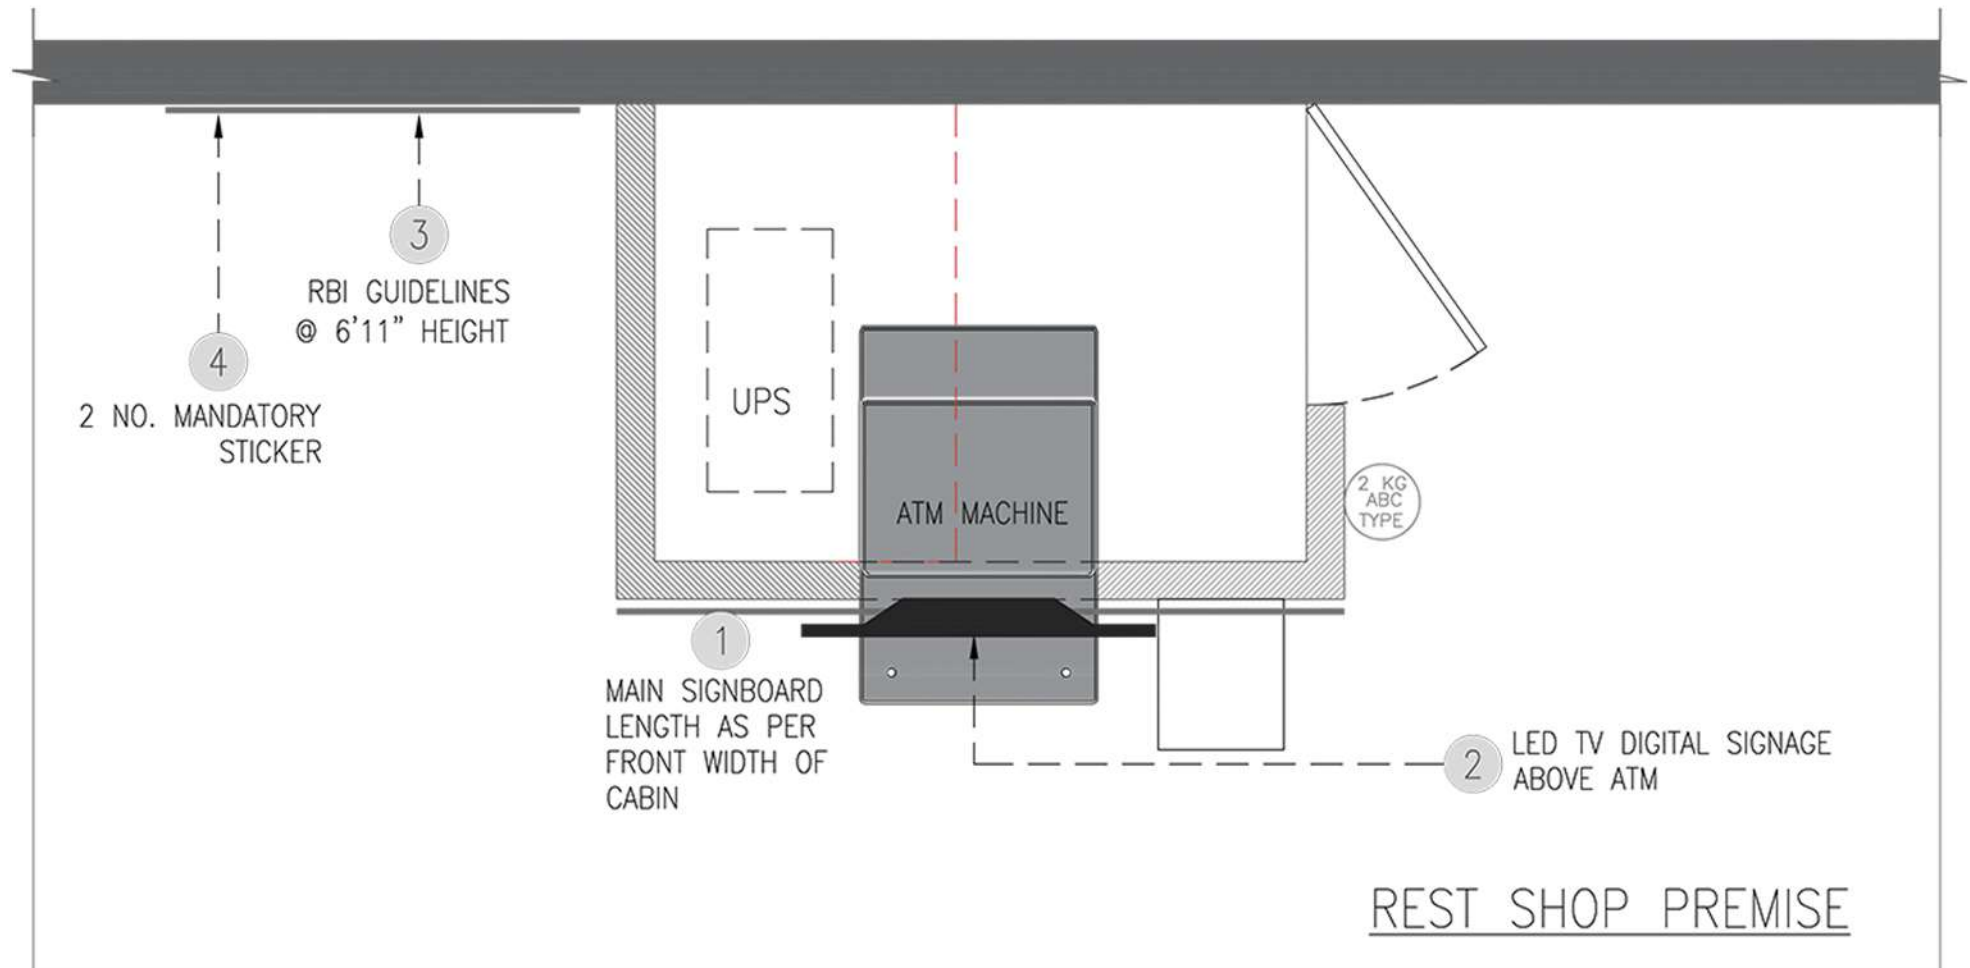 3
RBI GUIDELINES
@ 6'11" HEIGHT
4
2 NO. MANDATORY
STICKER
UPS
ATM MACHINE
2 KG
ABC
TYPE
1
MAIN SIGNBOARD
LENGTH AS PER
FRONT WIDTH OF
CABIN
2
LED TV DIGITAL SIGNAGE
ABOVE ATM
REST SHOP PREMISE